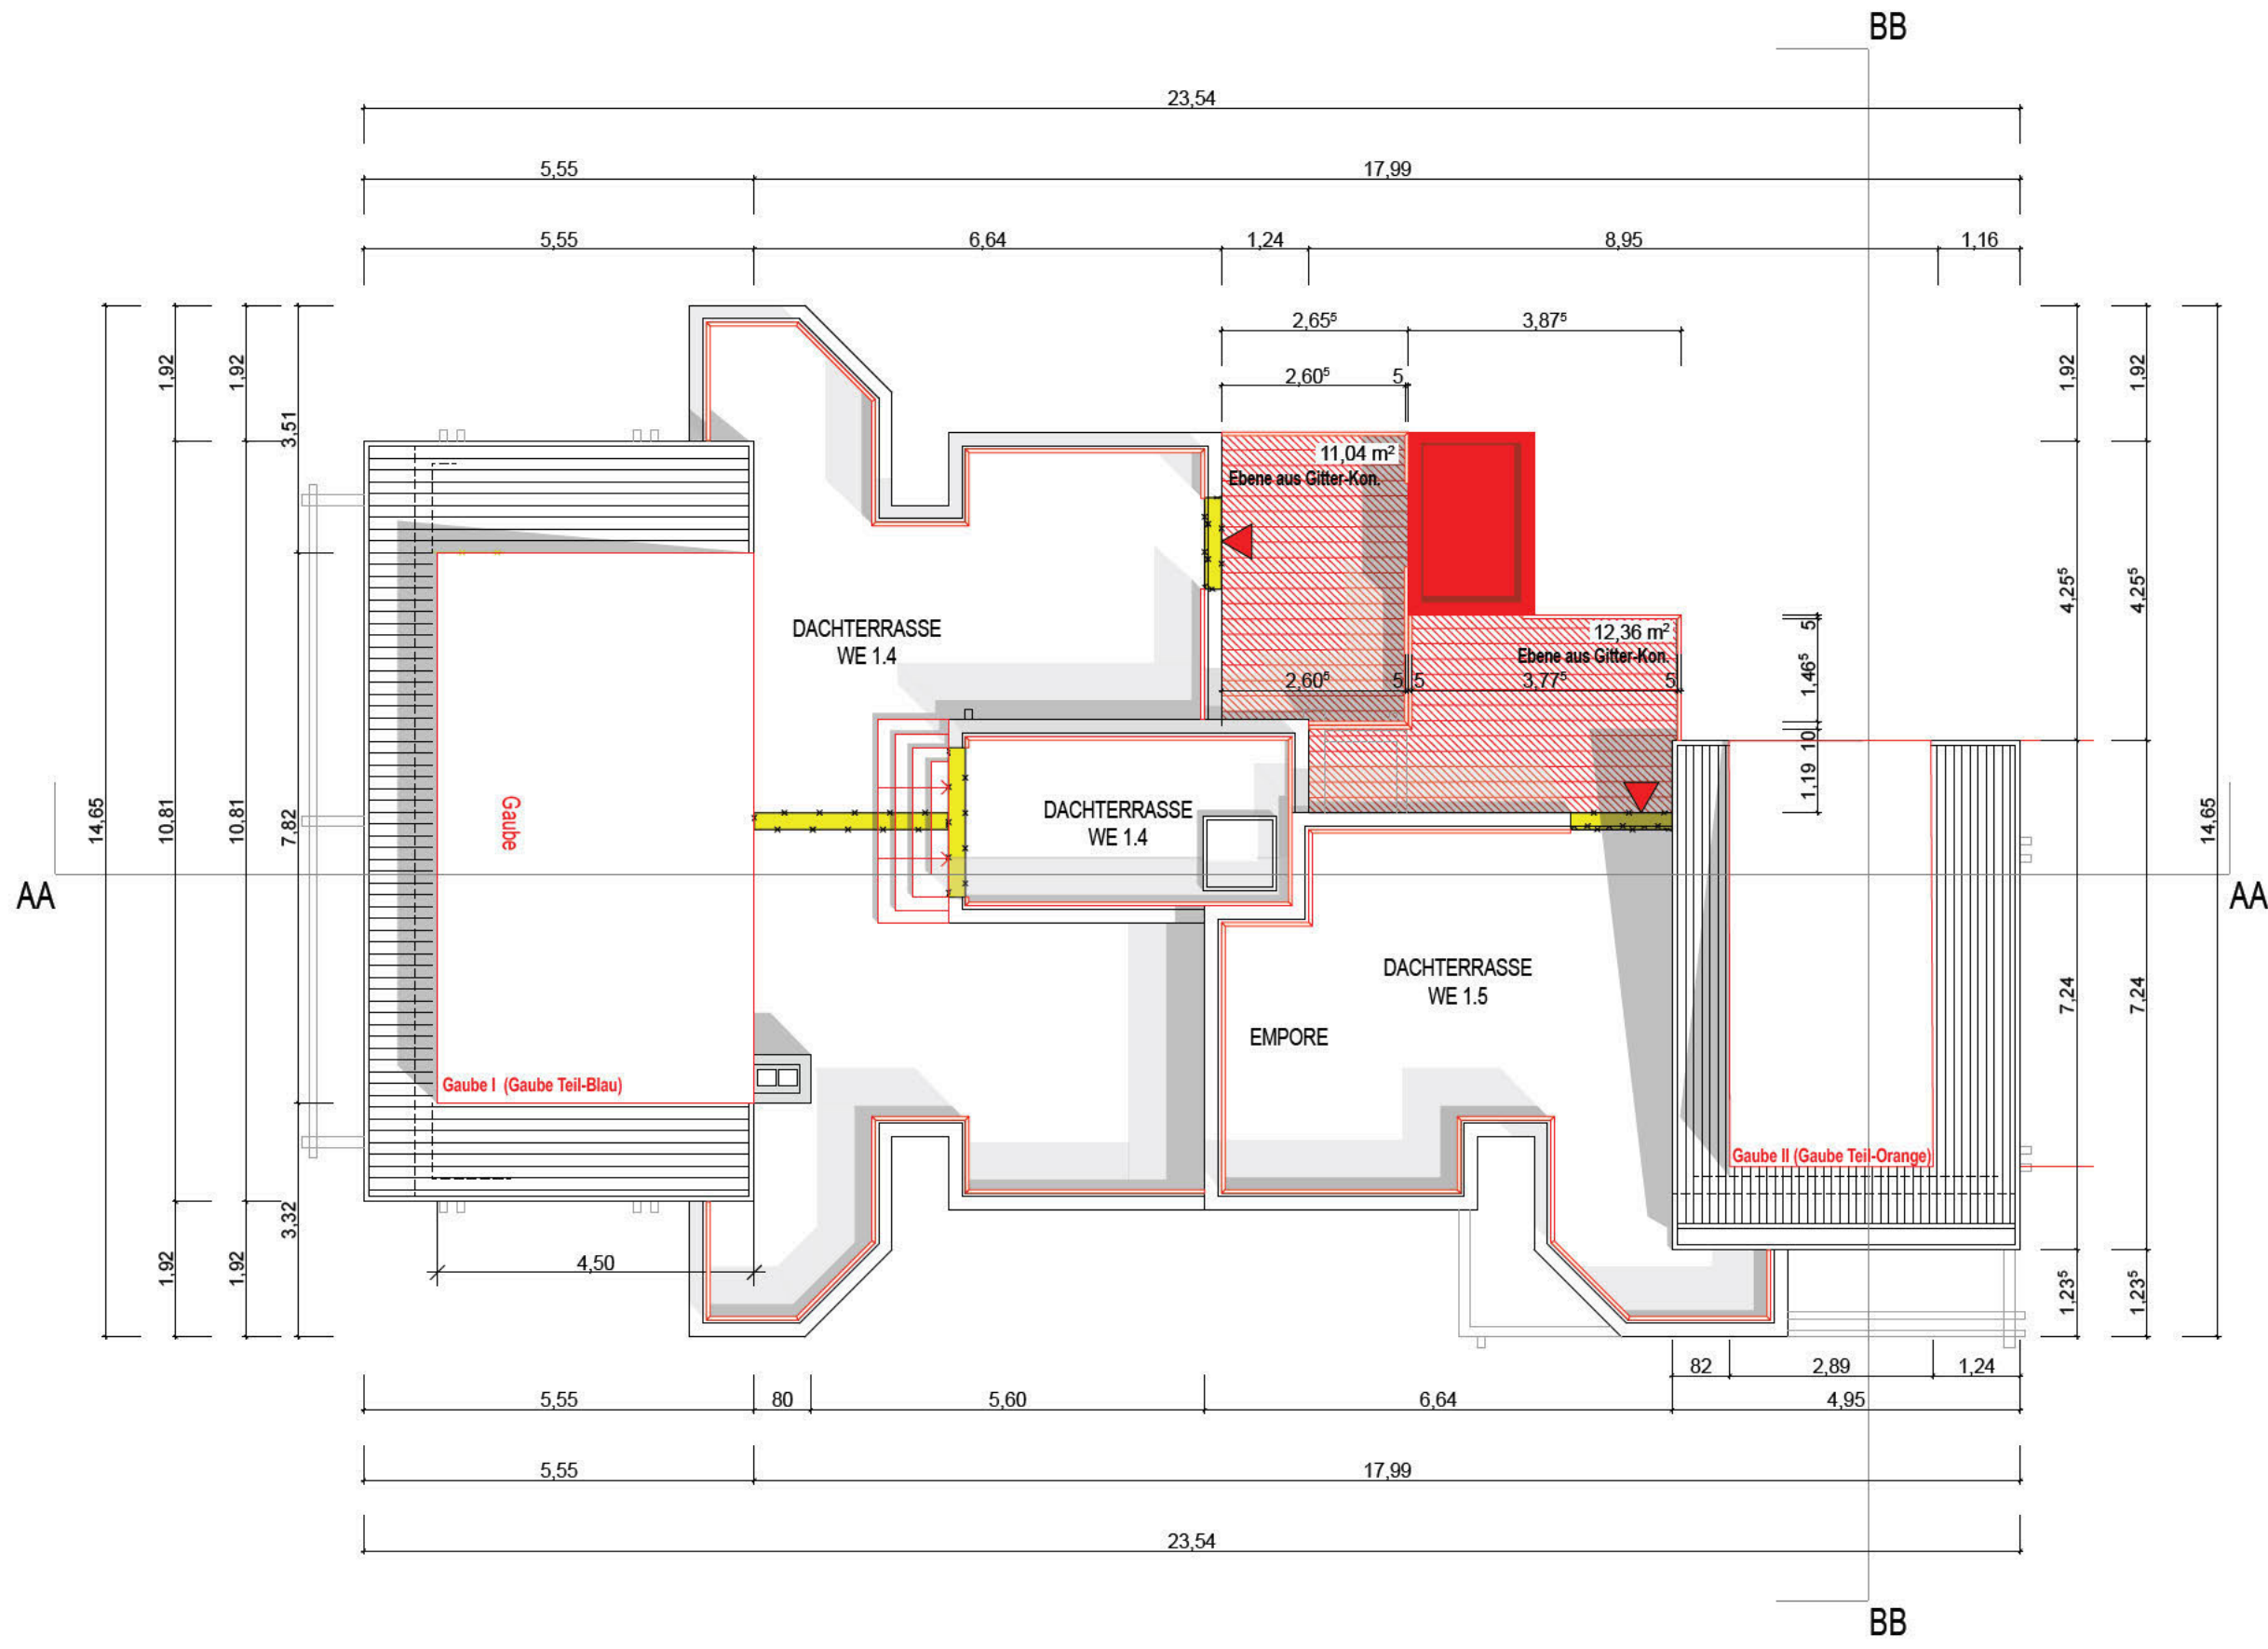 BB
23,54
5,55
17,99
5,55
6,64
1,24
8,95
1,16
2,65⁵
3,87⁵
2,60⁵
5
14,65
1,92
10,81
1,92
1,92
10,81
1,92
3,51
7,82
3,32
11,04 m²
Ebene aus Gitter-Kon.
12,36 m²
Ebene aus Gitter-Kon.
2,60⁵
5
5
3,77⁵
5
5
1,46⁵
10
1,19
1,92
4,25⁵
7,24
1,23⁵
1,92
4,25⁵
7,24
1,23⁵
14,65
DACHTERRASSE
WE 1.4
Gaube
DACHTERRASSE
WE 1.4
AA
AA
DACHTERRASSE
WE 1.5
EMPORE
Gaube I (Gaube Teil-Blau)
Gaube II (Gaube Teil-Orange)
4,50
82
2,89
1,24
5,55
80
5,60
6,64
4,95
5,55
17,99
23,54
BB